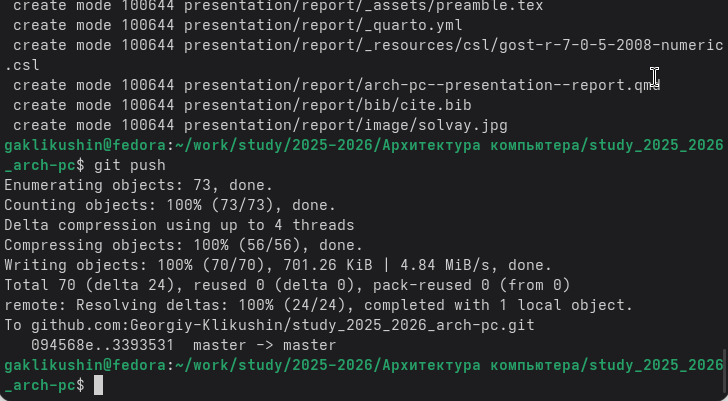 create mode 100644 presentation/report/_assets/preamble.tex
create mode 100644 presentation/report/_quarto.yml
create mode 100644 presentation/report/_resources/csl/gost-r-7-0-5-2008-numeric
.csl
create mode 100644 presentation/report/arch-pc--presentation--report.qmd
create mode 100644 presentation/report/bib/cite.bib
create mode 100644 presentation/report/image/solvay.jpg
gaklikushin@fedora:~/work/study/2025-2026/Архитектура компьютера/study_2025_2026
_arch-pc$ git push
Enumerating objects: 73, done.
Counting objects: 100% (73/73), done.
Delta compression using up to 4 threads
Compressing objects: 100% (56/56), done.
Writing objects: 100% (70/70), 701.26 KiB | 4.84 MiB/s, done.
Total 70 (delta 24), reused 0 (delta 0), pack-reused 0 (from 0)
remote: Resolving deltas: 100% (24/24), completed with 1 local object.
To github.com:Georgiy-Klikushin/study_2025_2026_arch-pc.git
094568e..3393531  master -> master
gaklikushin@fedora:~/work/study/2025-2026/Архитектура компьютера/study_2025_2026
_arch-pc$